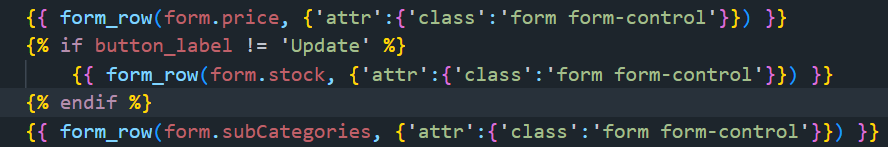 {{ form_row(form.price, {'attr':{'class':'form form-control'}}) }}
{% if button_label != 'Update' %}
{{ form_row(form.stock, {'attr':{'class':'form form-control'}}) }}
{% endif %}
{{ form_row(form.subCategories, {'attr':{'class':'form form-control'}}) }}